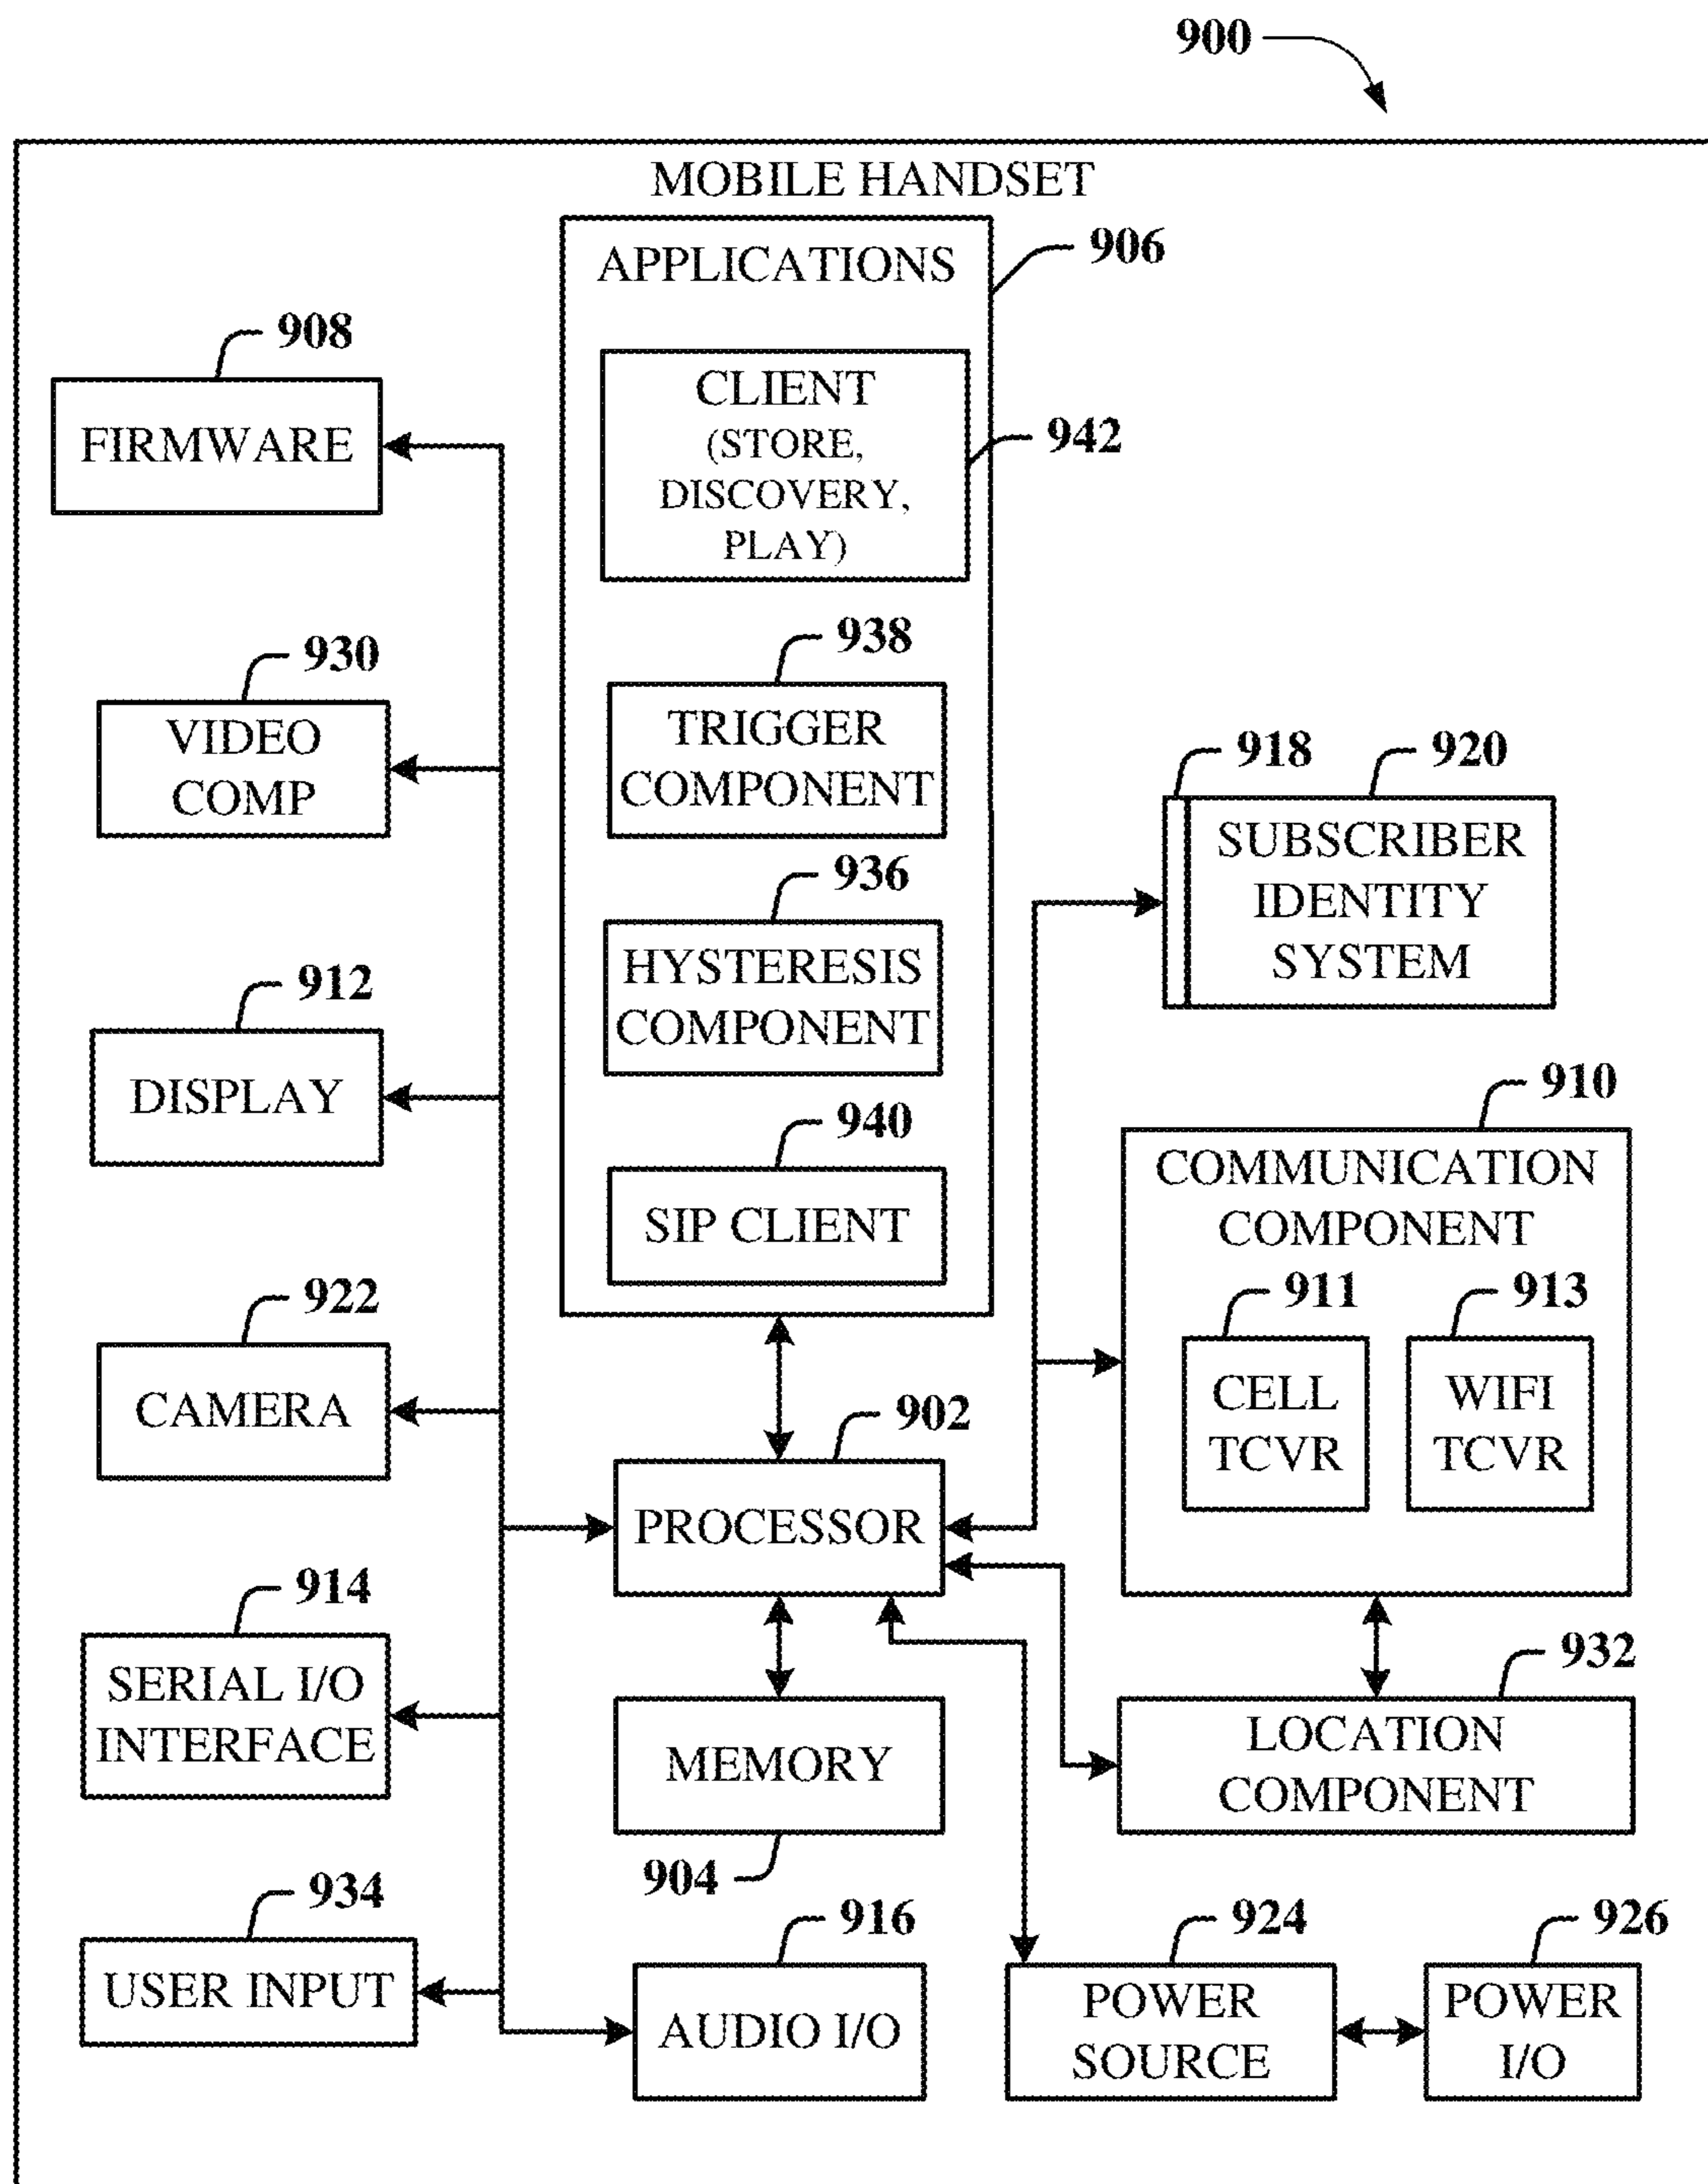 900
MOBILE HANDSET
APPLICATIONS
906
CLIENT
(STORE,
DISCOVERY,
PLAY)
942
938
TRIGGER
COMPONENT
936
HYSTERESIS
COMPONENT
940
SIP CLIENT
908
FIRMWARE
930
VIDEO
COMP
912
DISPLAY
922
CAMERA
914
SERIAL I/O
INTERFACE
934
USER INPUT
902
PROCESSOR
MEMORY
904
916
AUDIO I/O
918
920
SUBSCRIBER
IDENTITY
SYSTEM
910
COMMUNICATION
COMPONENT
911
CELL
TCVR
913
WIFI
TCVR
932
LOCATION
COMPONENT
924
POWER
SOURCE
926
POWER
I/O